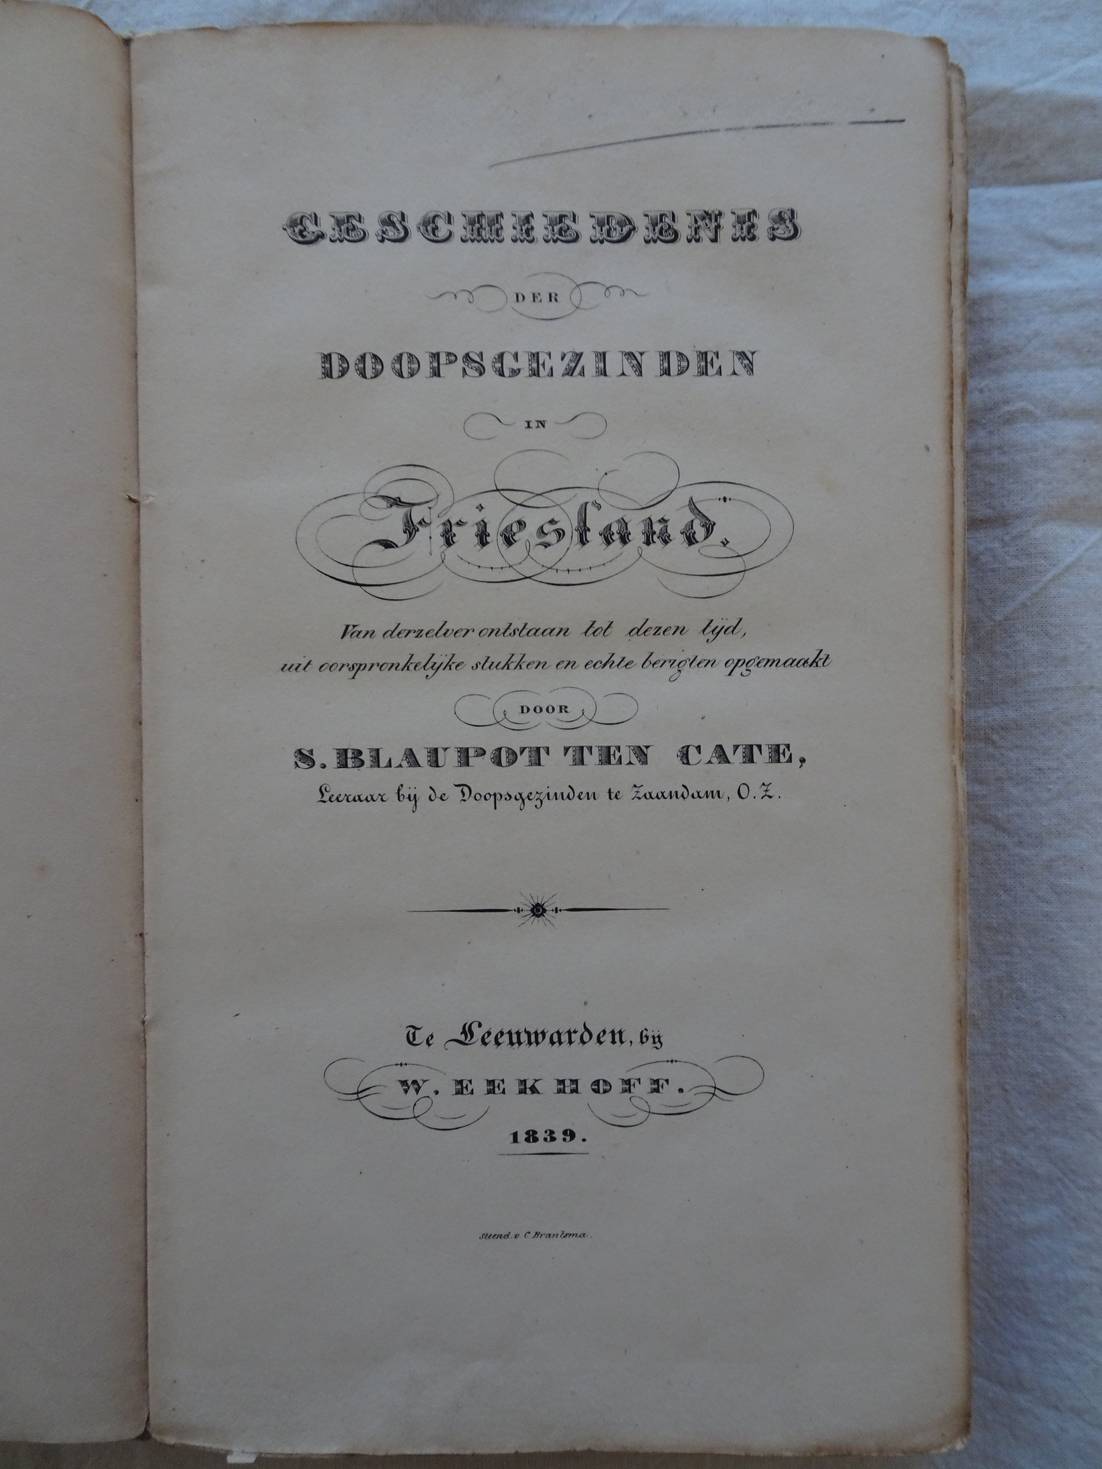 GESCHIEDENIS
DER
DOOPSGEZINDEN
IN
Friesland.
Van derzelver ontstaan tot dezen tijd,
uit oorspronkelijke stukken en echte berigten opgemaakt
DOOR
S. BLAUPOT TEN CATE,
Leeraar bij de Doopsgezinden te Zaandam, O.Z.
Te Leeuwarden, bij
W. EEKHOFF.
1839.
steend. v. C. Brantsma.